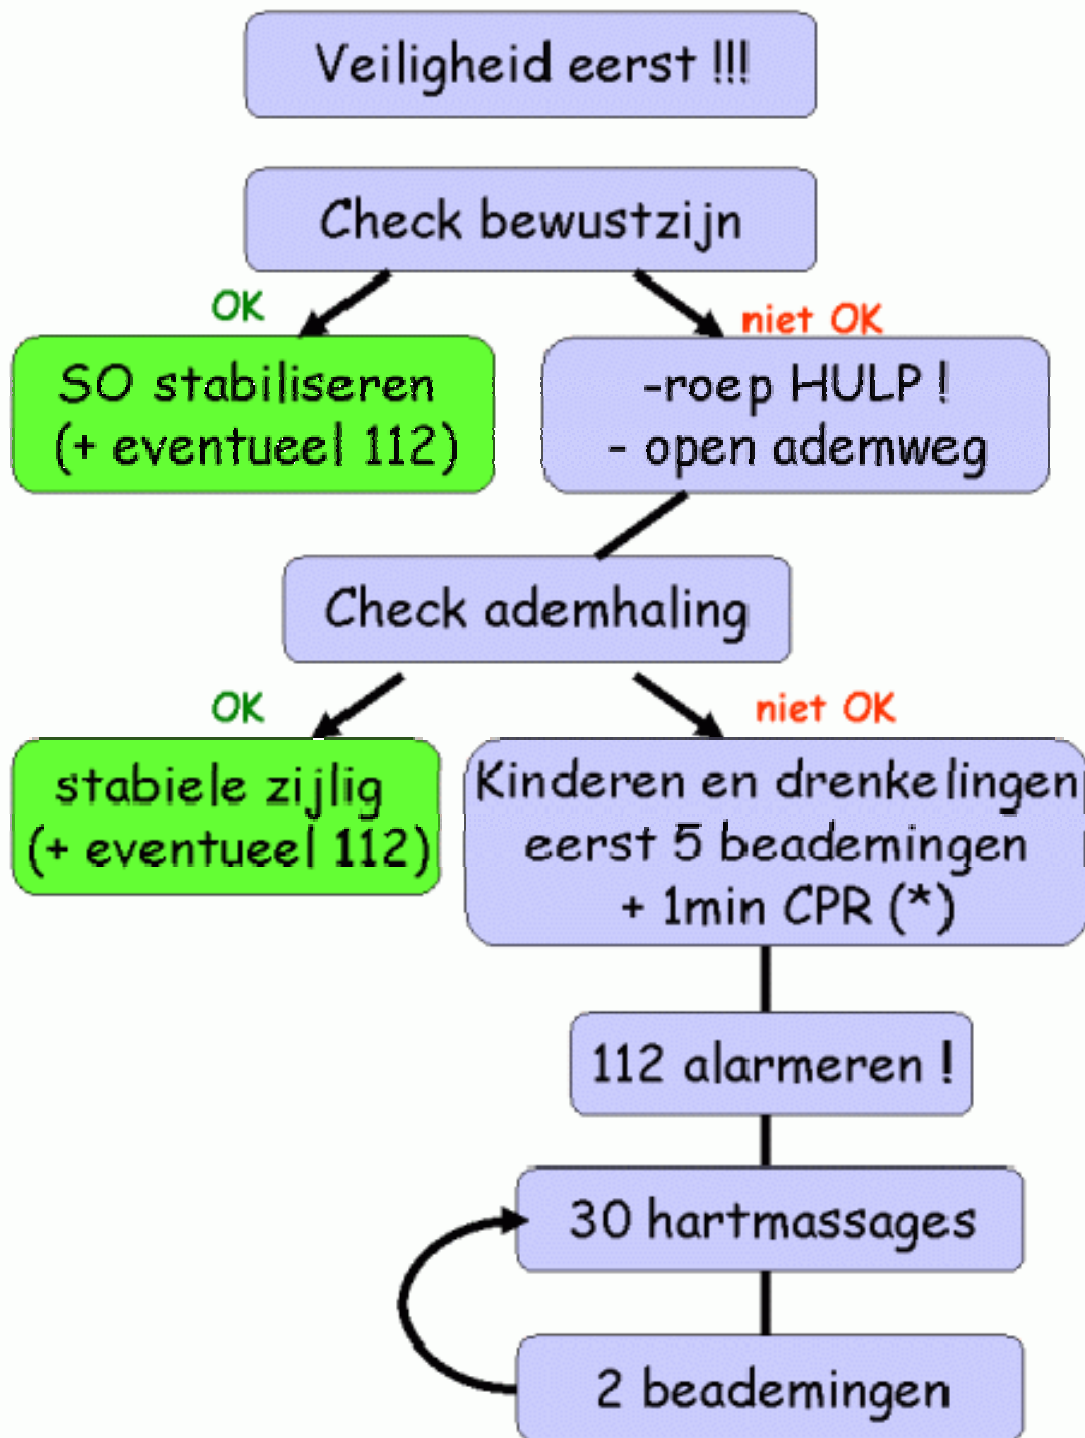 Veiligheid eerst !!!
Check bewustzijn
OK
niet OK
SO stabiliseren
(+ eventueel 112)
-roep HULP !
- open ademweg
Check ademhaling
OK
niet OK
stabiele zijlig
(+ eventueel 112)
Kinderen en drenkelingen
eerst 5 beademingen
+ 1min CPR (*)
112 alarmeren !
30 hartmassages
2 beademingen